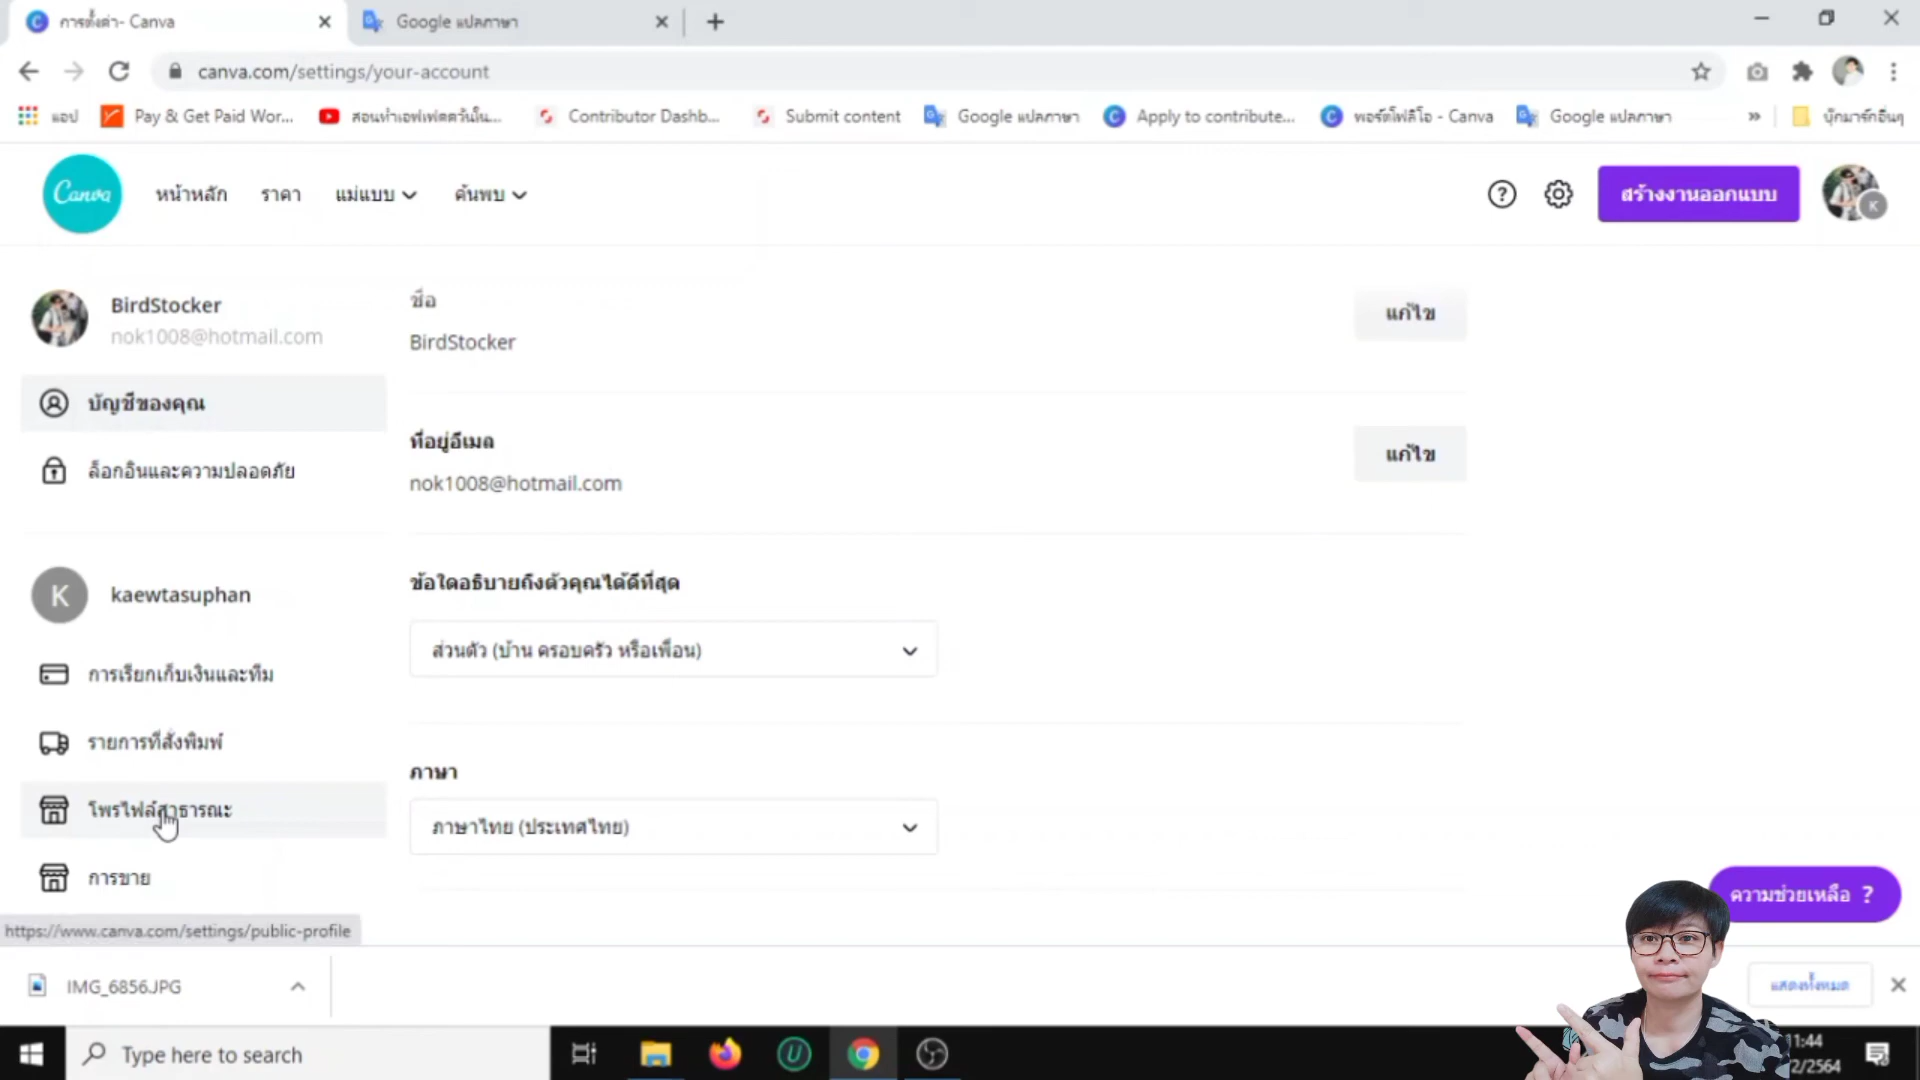 การตั้งค่า- Canva
Google แปลภาษา
canva.com/settings/your-account
แอป
Pay & Get Paid Wor...
Contributor Dashb...
Submit content
Google แปลภาษา
Apply to contribute...
พอร์ตโฟลิโอ - Canva
Google แปลภาษา
»
บุ๊กมาร์กอื่นๆ
Canva
หน้าหลัก
ราคา
แม่แบบ
ค้นพบ
?
สร้างงานออกแบบ
K
BirdStocker
nok1008@hotmail.com
บัญชีของคุณ
ล็อกอินและความปลอดภัย
K
kaewtasuphan
การเรียกเก็บเงินและทีม
รายการที่สั่งพิมพ์
โพรไฟล์สาธารณะ
การขาย
ชื่อ
BirdStocker
แก้ไข
ที่อยู่อีเมล
nok1008@hotmail.com
แก้ไข
ข้อใดอธิบายถึงตัวคุณได้ดีที่สุด
ส่วนตัว (บ้าน ครอบครัว หรือเพื่อน)
ภาษา
ภาษาไทย (ประเทศไทย)
ความช่วยเหลือ ?
https://www.canva.com/settings/public-profile
IMG_6856.JPG
แสดงทั้งหมด
Type here to search
11:44
2/2564